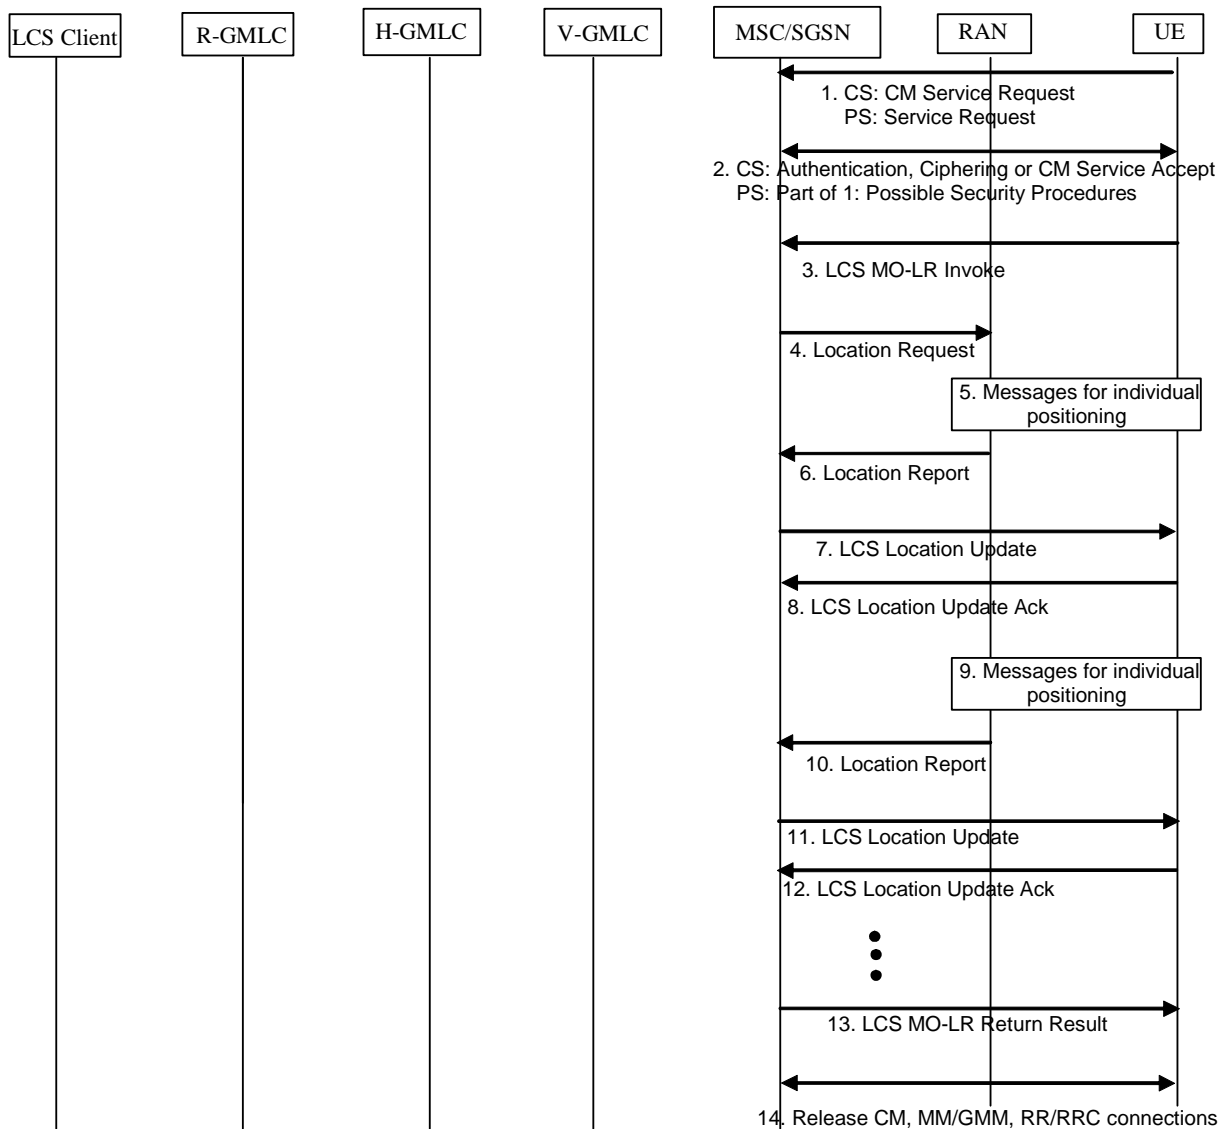 LCS Client
R-GMLC
H-GMLC
V-GMLC
MSC/SGSN
RAN
UE
1. CS: CM Service Request
PS: Service Request
2. CS: Authentication, Ciphering or CM Service Accept
PS: Part of 1: Possible Security Procedures
3. LCS MO-LR Invoke
4. Location Request
5. Messages for individual
positioning
6. Location Report
7. LCS Location Update
8. LCS Location Update Ack
9. Messages for individual
positioning
10. Location Report
11. LCS Location Update
12. LCS Location Update Ack
13. LCS MO-LR Return Result
14. Release CM, MM/GMM, RR/RRC connections